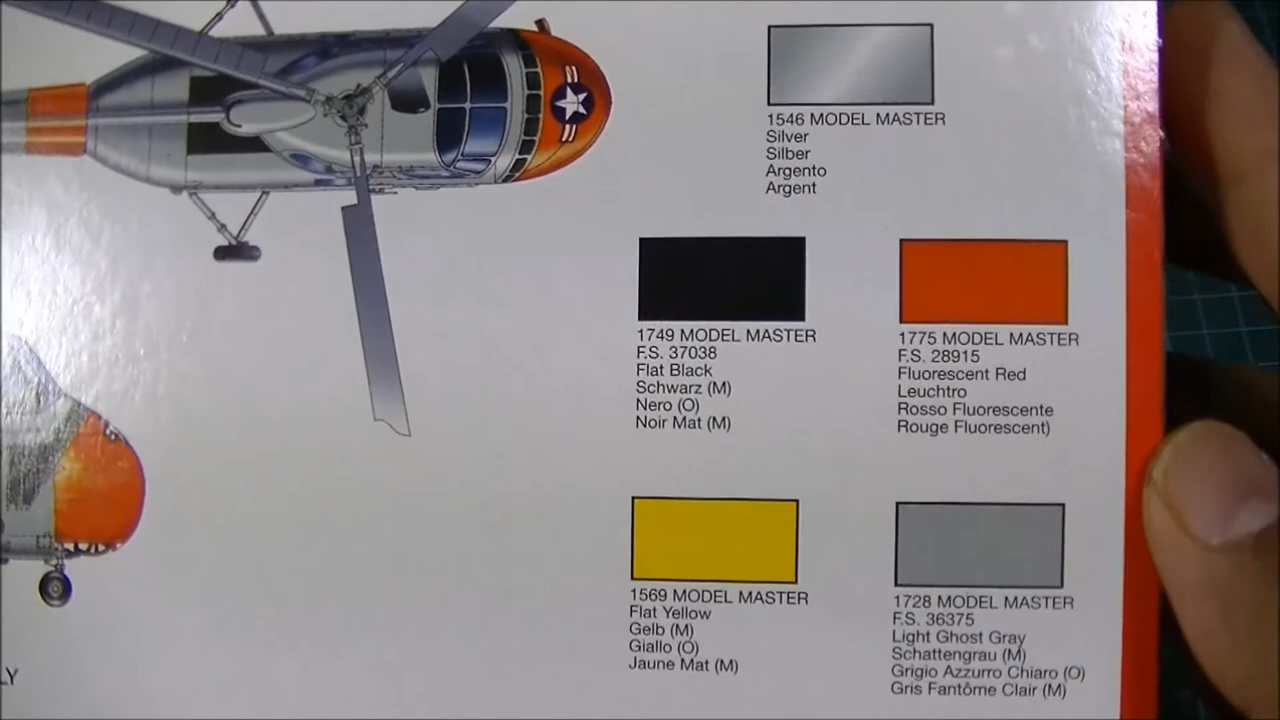 1546 MODEL MASTER
Silver
Silber
Argento
Argent
1749 MODEL MASTER
F.S. 37038
Flat Black
Schwarz (M)
Nero (O)
Noir Mat (M)
1775 MODEL MASTER
F.S. 28915
Fluorescent Red
Leuchtro
Rosso Fluorescente
Rouge Fluorescent)
1569 MODEL MASTER
Flat Yellow
Gelb (M)
Giallo (O)
Jaune Mat (M)
1728 MODEL MASTER
F.S. 36375
Light Ghost Gray
Schattengrau (M)
Grigio Azzurro Chiaro (O)
Gris Fantôme Clair (M)
LY